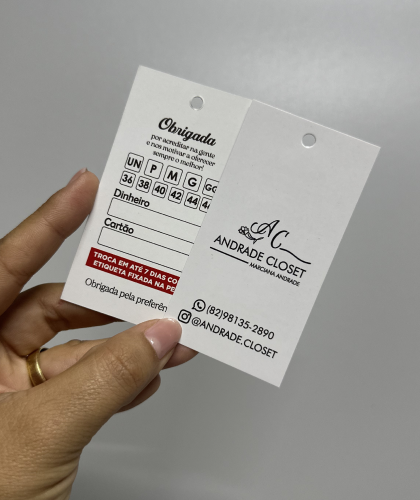 Obrigada
por acreditar na gente
e nos motivar a oferecer
sempre o melhor!
UN P M G GG
36 38 40 42 44
Dinheiro
Cartão
TROCA EM ATÉ 7 DIAS CO
ETIQUETA FIXADA NA PE
Obrigada pela preferên
AC
ANDRADE CLOSET
MARCIANA ANDRADE
(82)98135-2890
@ANDRADE.CLOSET